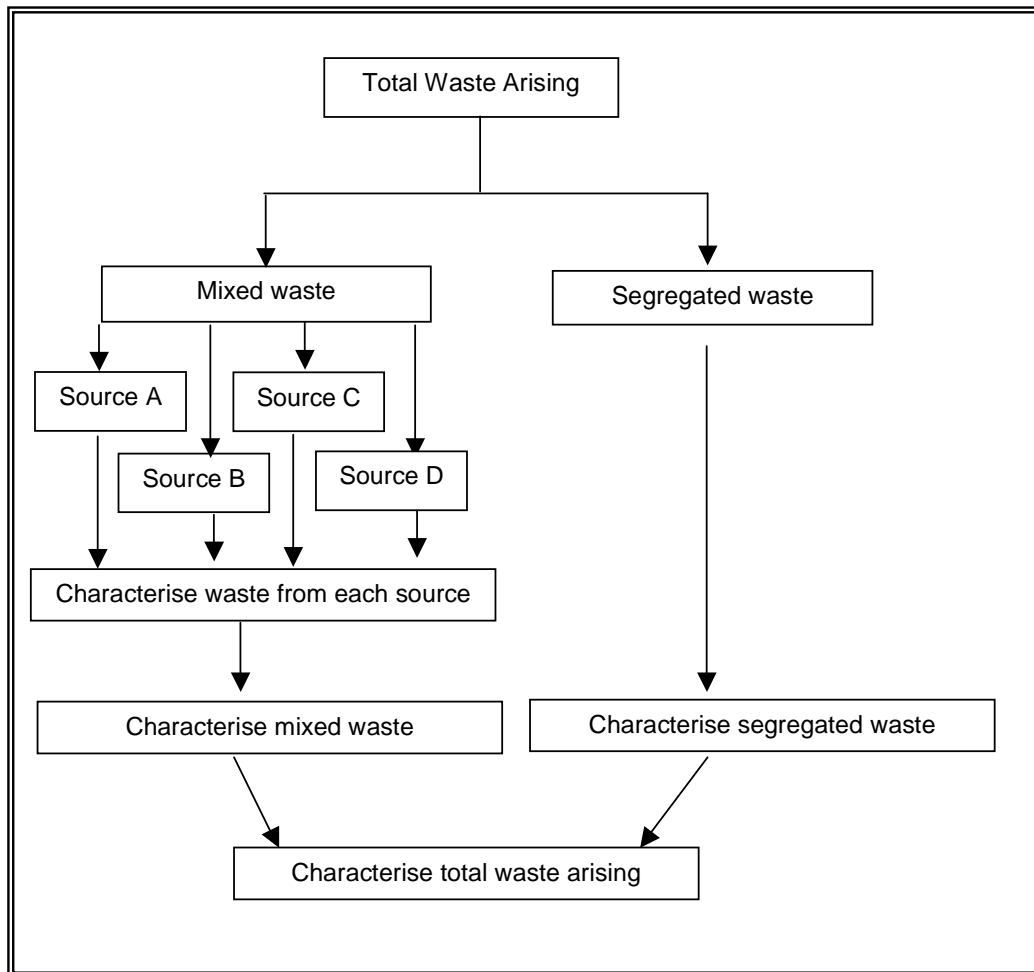 Total Waste Arising
Mixed waste
Segregated waste
Source A
Source C
Source B
Source D
Characterise waste from each source
Characterise mixed waste
Characterise segregated waste
Characterise total waste arising